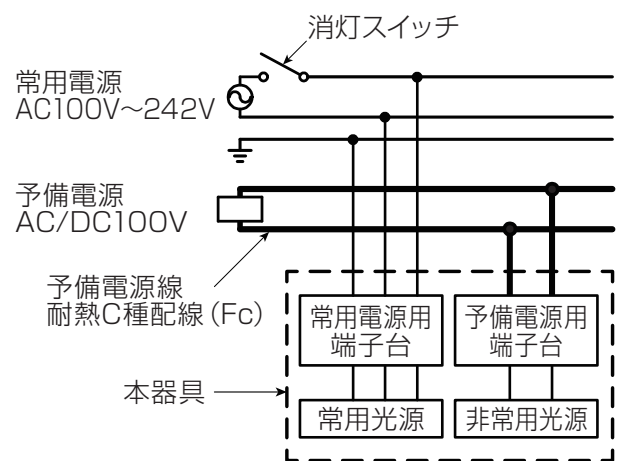 消灯スイッチ
常用電源
AC100V～242V
予備電源
AC/DC100V
予備電源線
耐熱C種配線(Fc)
常用電源用
端子台
予備電源用
端子台
本器具
常用光源
非常用光源